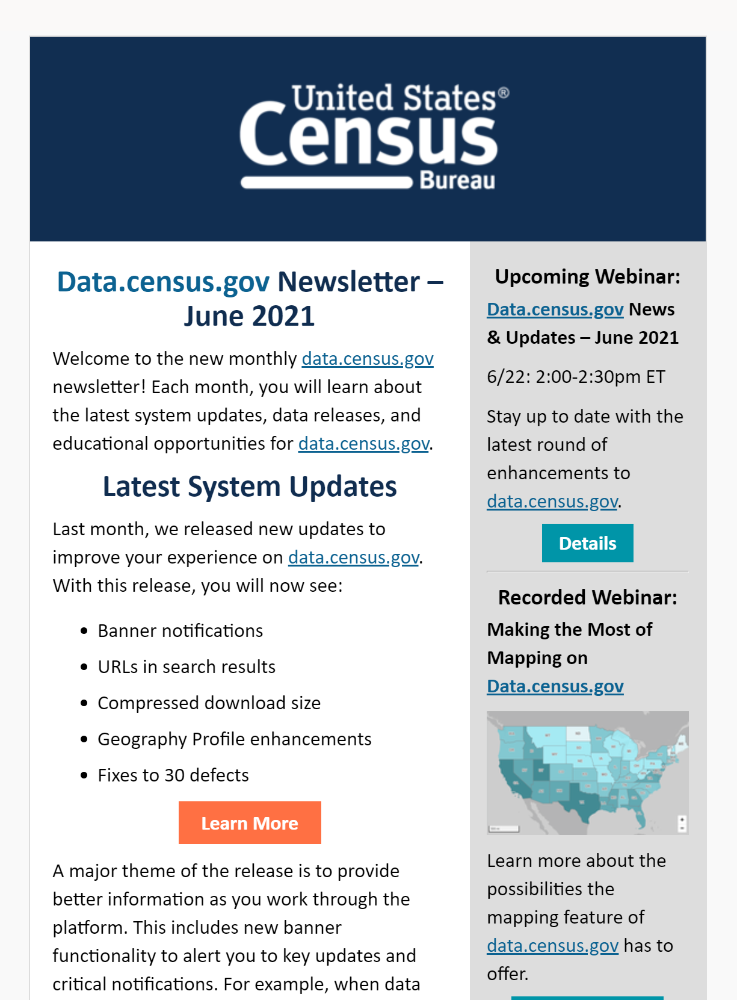 United States®
Census
Bureau
Data.census.gov Newsletter –
June 2021
Welcome to the new monthly data.census.gov
newsletter! Each month, you will learn about
the latest system updates, data releases, and
educational opportunities for data.census.gov.
Latest System Updates
Last month, we released new updates to
improve your experience on data.census.gov.
With this release, you will now see:
• Banner notifications
• URLs in search results
• Compressed download size
• Geography Profile enhancements
• Fixes to 30 defects
Learn More
A major theme of the release is to provide
better information as you work through the
platform. This includes new banner
functionality to alert you to key updates and
critical notifications. For example, when data
Upcoming Webinar:
Data.census.gov News
& Updates – June 2021
6/22: 2:00-2:30pm ET
Stay up to date with the
latest round of
enhancements to
data.census.gov.
Details
Recorded Webinar:
Making the Most of
Mapping on
Data.census.gov
Learn more about the
possibilities the
mapping feature of
data.census.gov has to
offer.